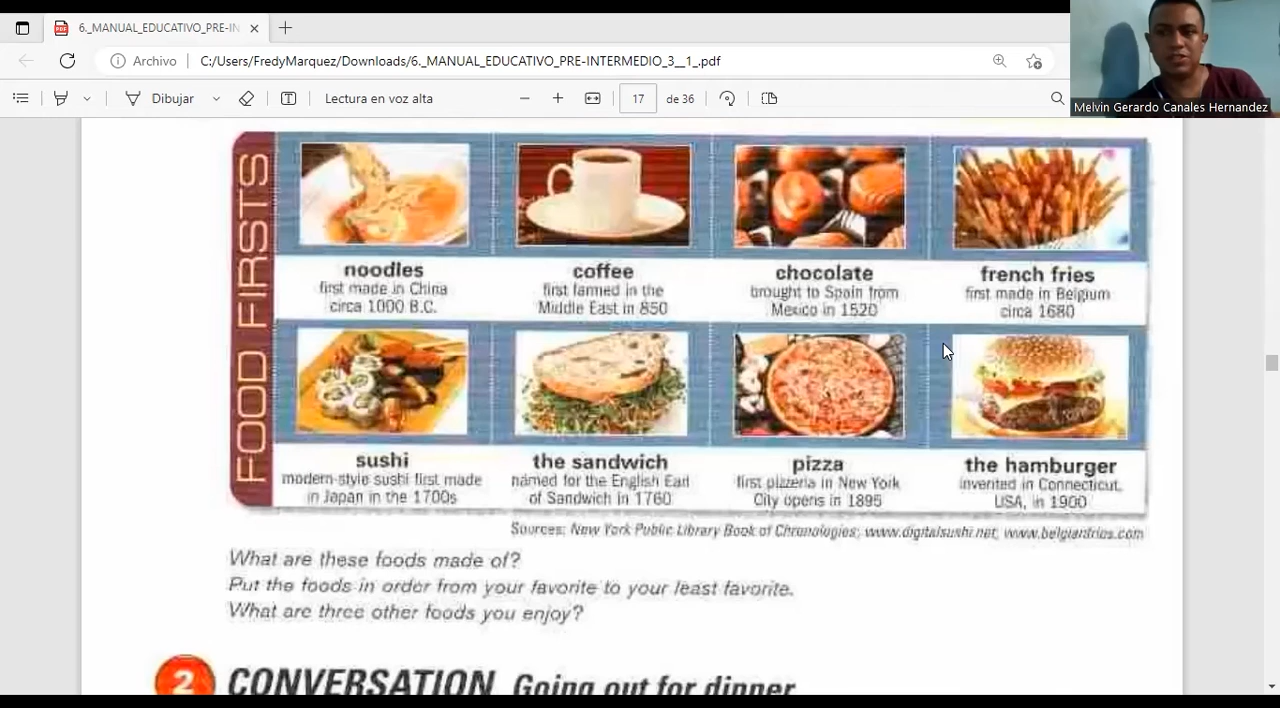 6._MANUAL_EDUCATIVO_PRE-IN
Archivo
C:/Users/FredyMarquez/Downloads/6._MANUAL_EDUCATIVO_PRE-INTERMEDIO_3__1_.pdf
Dibujar
Lectura en voz alta
17
de 36
Melvin Gerardo Canales Hernandez
FOOD FIRSTS
noodles
first made in China
circa 1000 B.C.
coffee
first farmed in the
Middle East in 850
chocolate
brought to Spain from
Mexico in 1520
french fries
first made in Belgium
circa 1680
sushi
modern-style sushi first made
in Japan in the 1700s
the sandwich
named for the English Earl
of Sandwich in 1760
pizza
first pizzeria in New York
City opens in 1895
the hamburger
invented in Connecticut,
USA, in 1900
Sources: New York Public Library Book of Chronologies; www.digitalsushi.net; www.belgianfries.com
What are these foods made of?
Put the foods in order from your favorite to your least favorite.
What are three other foods you enjoy?
2 CONVERSATION Going out for dinner